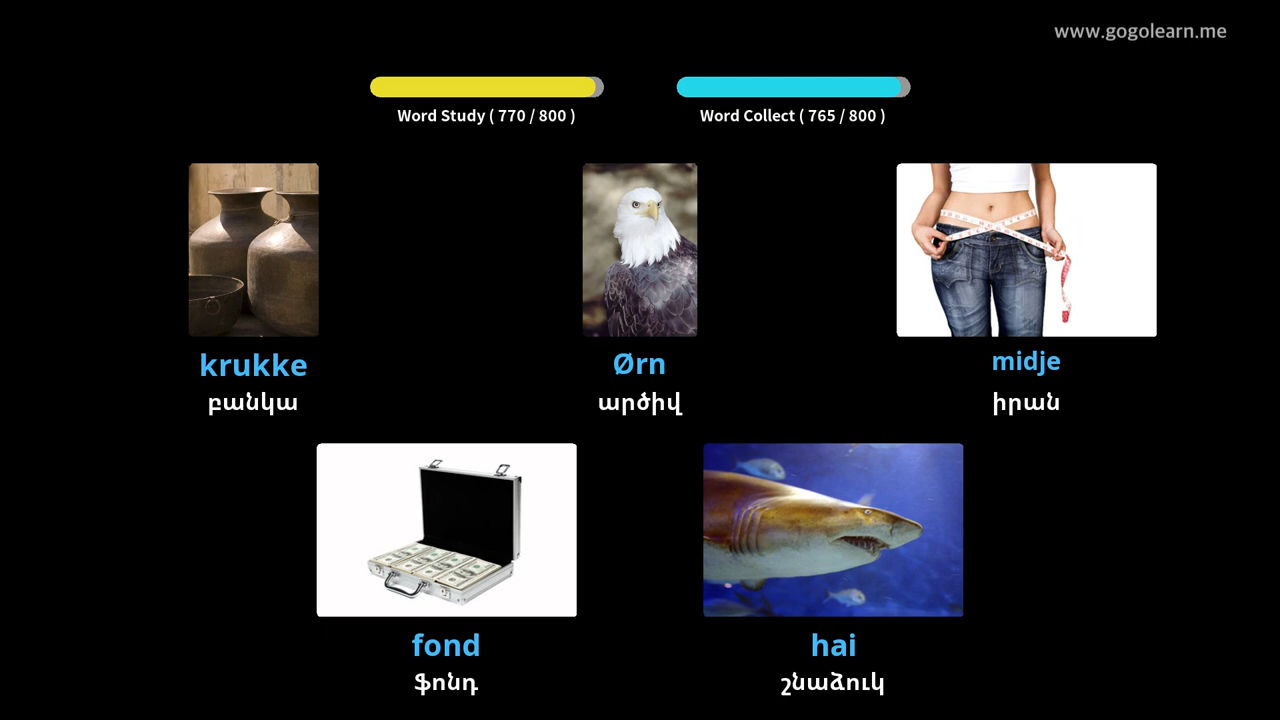 www.gogolearn.me
Word Study ( 770 / 800 )
Word Collect ( 765 / 800 )
krukke
բանկա
Ørn
արծիվ
midje
իրան
fond
ֆոնդ
hai
շնաձուկ